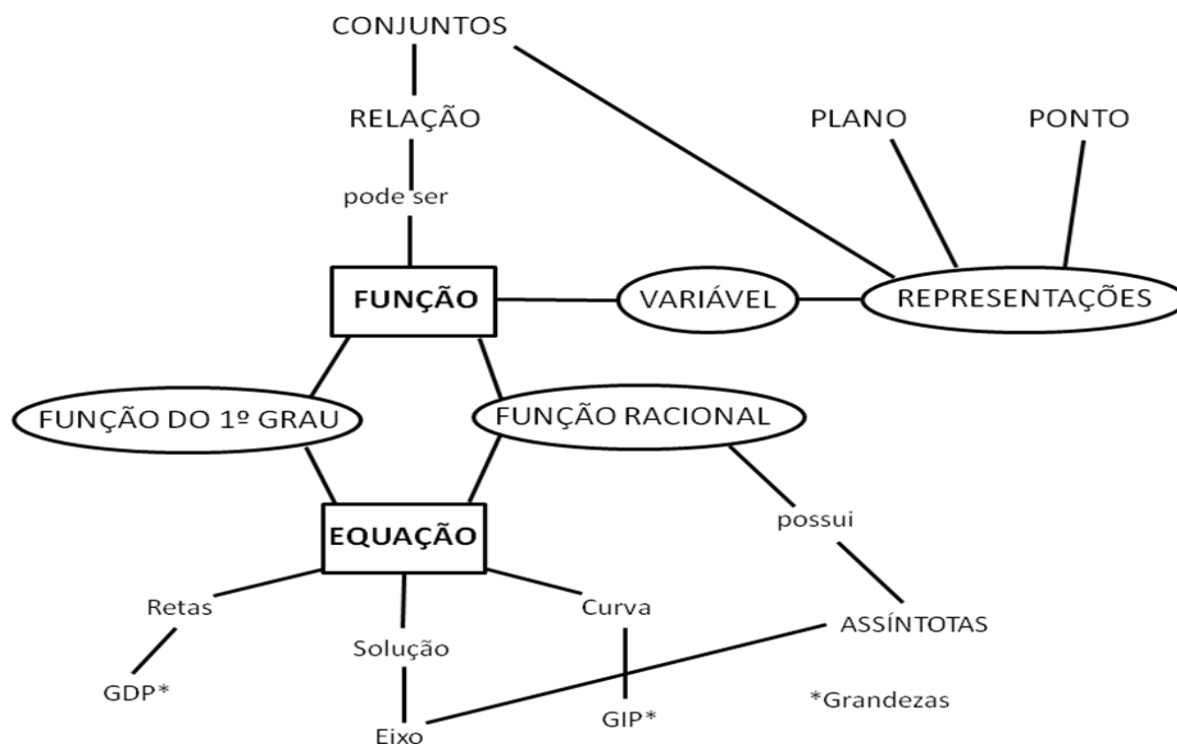 CONJUNTOS
RELAÇÃO
PLANO
PONTO
pode ser
FUNÇÃO
VARIÁVEL
REPRESENTAÇÕES
FUNÇÃO DO 1º GRAU
FUNÇÃO RACIONAL
possui
EQUAÇÃO
Retas
Curva
ASSÍNTOTAS
Solução
GDP*
GIP*
*Grandezas
Eixo